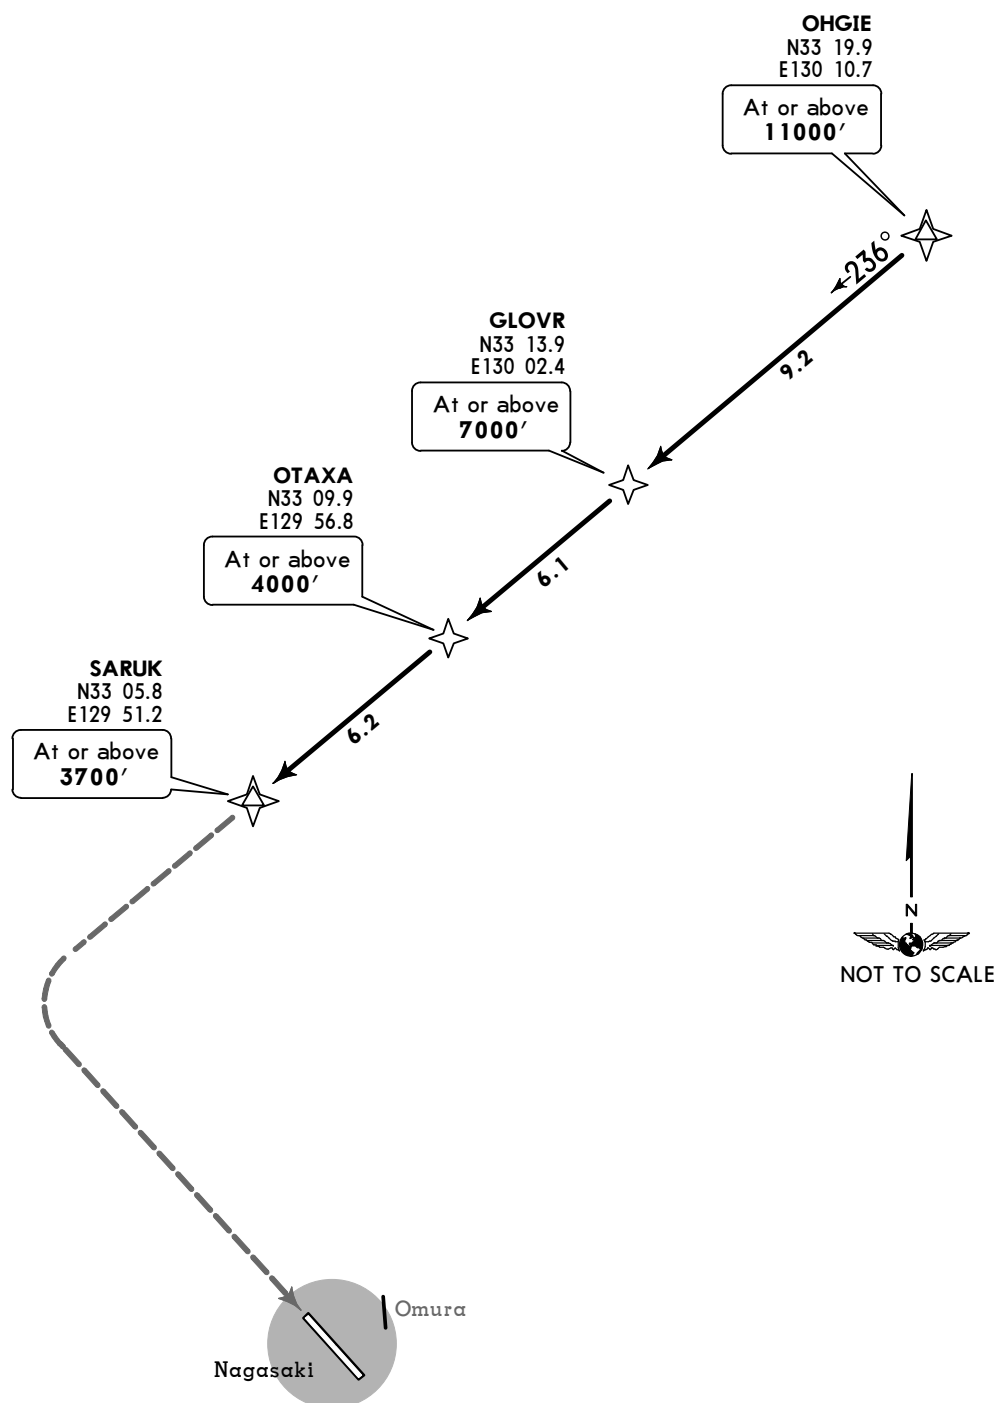 OHGIE
N33 19.9
E130 10.7
At or above
11000′
236°
9.2
GLOVR
N33 13.9
E130 02.4
At or above
7000′
6.1
OTAXA
N33 09.9
E129 56.8
At or above
4000′
6.2
SARUK
N33 05.8
E129 51.2
At or above
3700′
N
NOT TO SCALE
Omura
Nagasaki